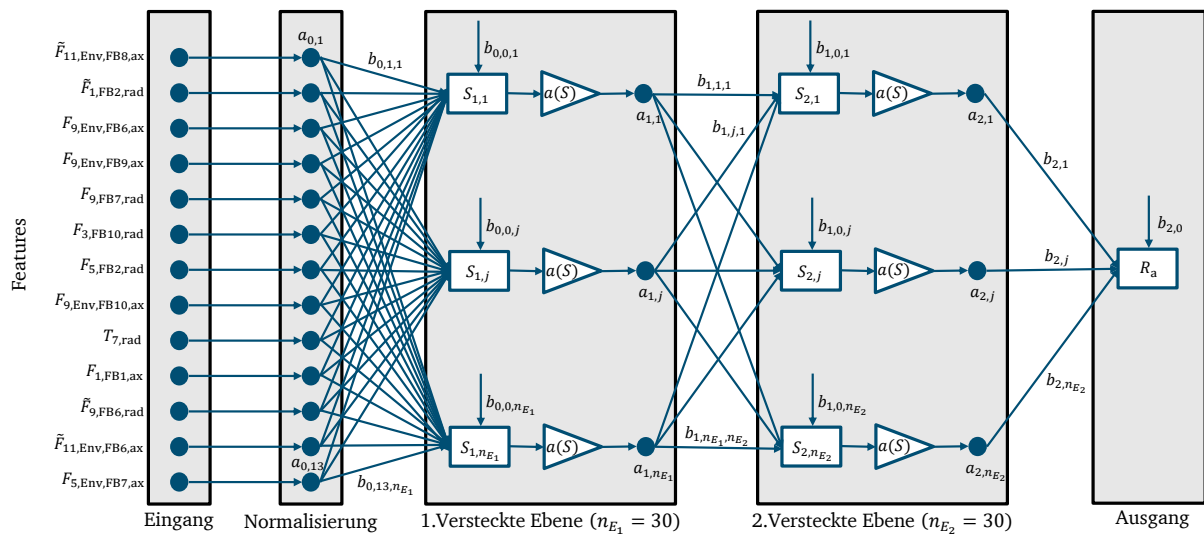 Features
F̃11,Env,FB8,ax
F̃1,FB2,rad
F9,Env,FB6,ax
F9,Env,FB9,ax
F9,FB7,rad
F3,FB10,rad
F5,FB2,rad
F9,Env,FB10,ax
T7,rad
F1,FB1,ax
F̃9,FB6,rad
F̃11,Env,FB6,ax
F5,Env,FB7,ax
Eingang
a0,1
a0,13
Normalisierung
b0,1,1
b0,13,nE1
b0,0,1
S1,1
a(S)
a1,1
b0,0,j
S1,j
a(S)
a1,j
b0,0,nE1
S1,nE1
a(S)
a1,nE1
1.Versteckte Ebene (nE1 = 30)
b1,1,1
b1,j,1
b1,nE1,nE2
b1,0,1
S2,1
a(S)
a2,1
b1,0,j
S2,j
a(S)
a2,j
b1,0,nE2
S2,nE2
a(S)
a2,nE2
2.Versteckte Ebene (nE2 = 30)
b2,1
b2,j
b2,nE2
b2,0
Ra
Ausgang